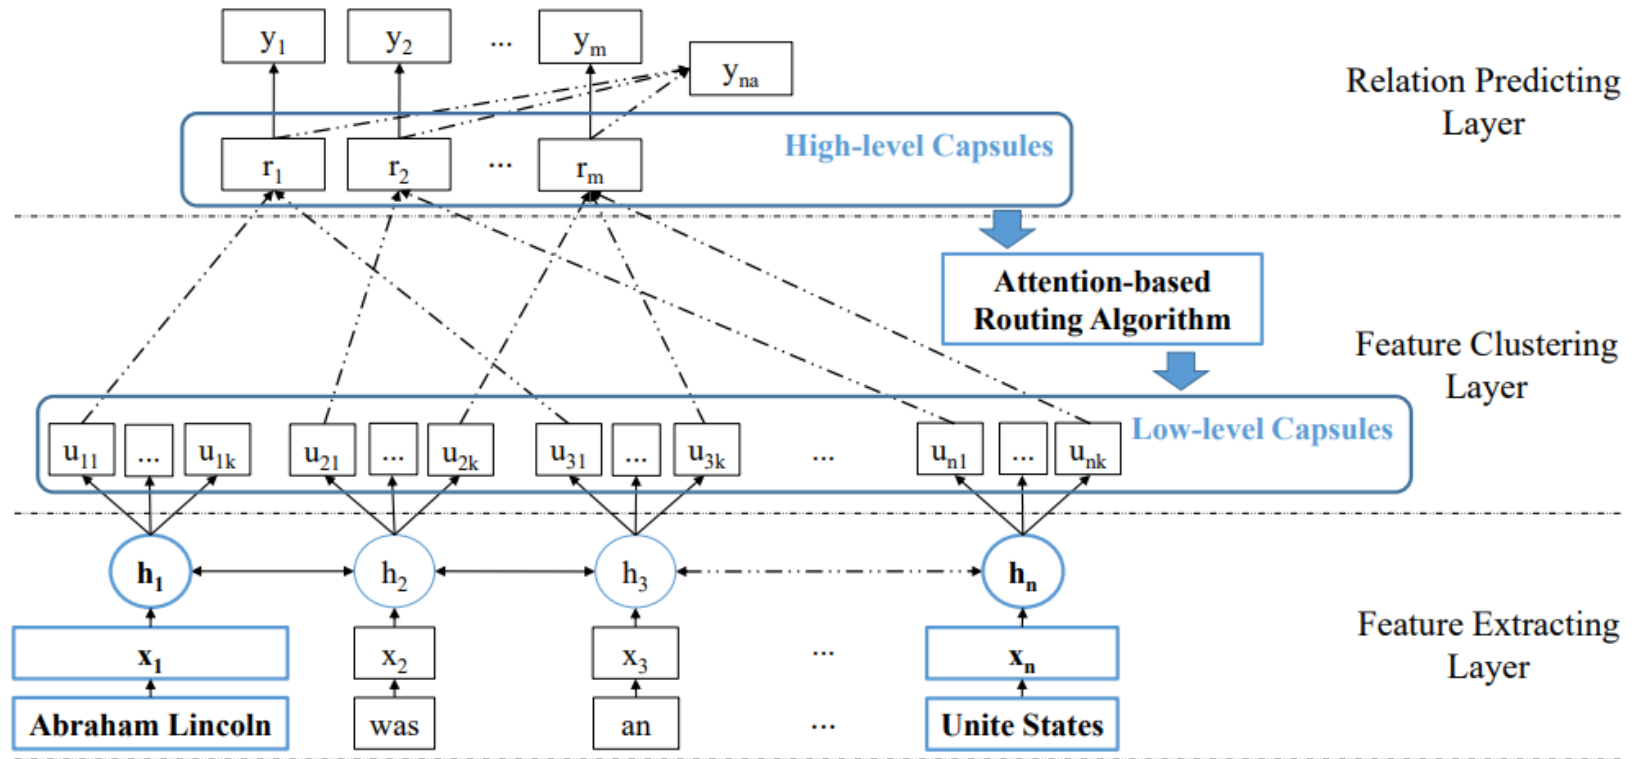 y1 y2 ... ym
yna
Relation Predicting
Layer
High-level Capsules
r1 r2 ... rm
Attention-based
Routing Algorithm
Feature Clustering
Layer
Low-level Capsules
u11 ... u1k u21 ... u2k u31 ... u3k ... un1 ... unk
h1 h2 h3 hn
Feature Extracting
Layer
x1 x2 x3 ... xn
Abraham Lincoln was an ... Unite States